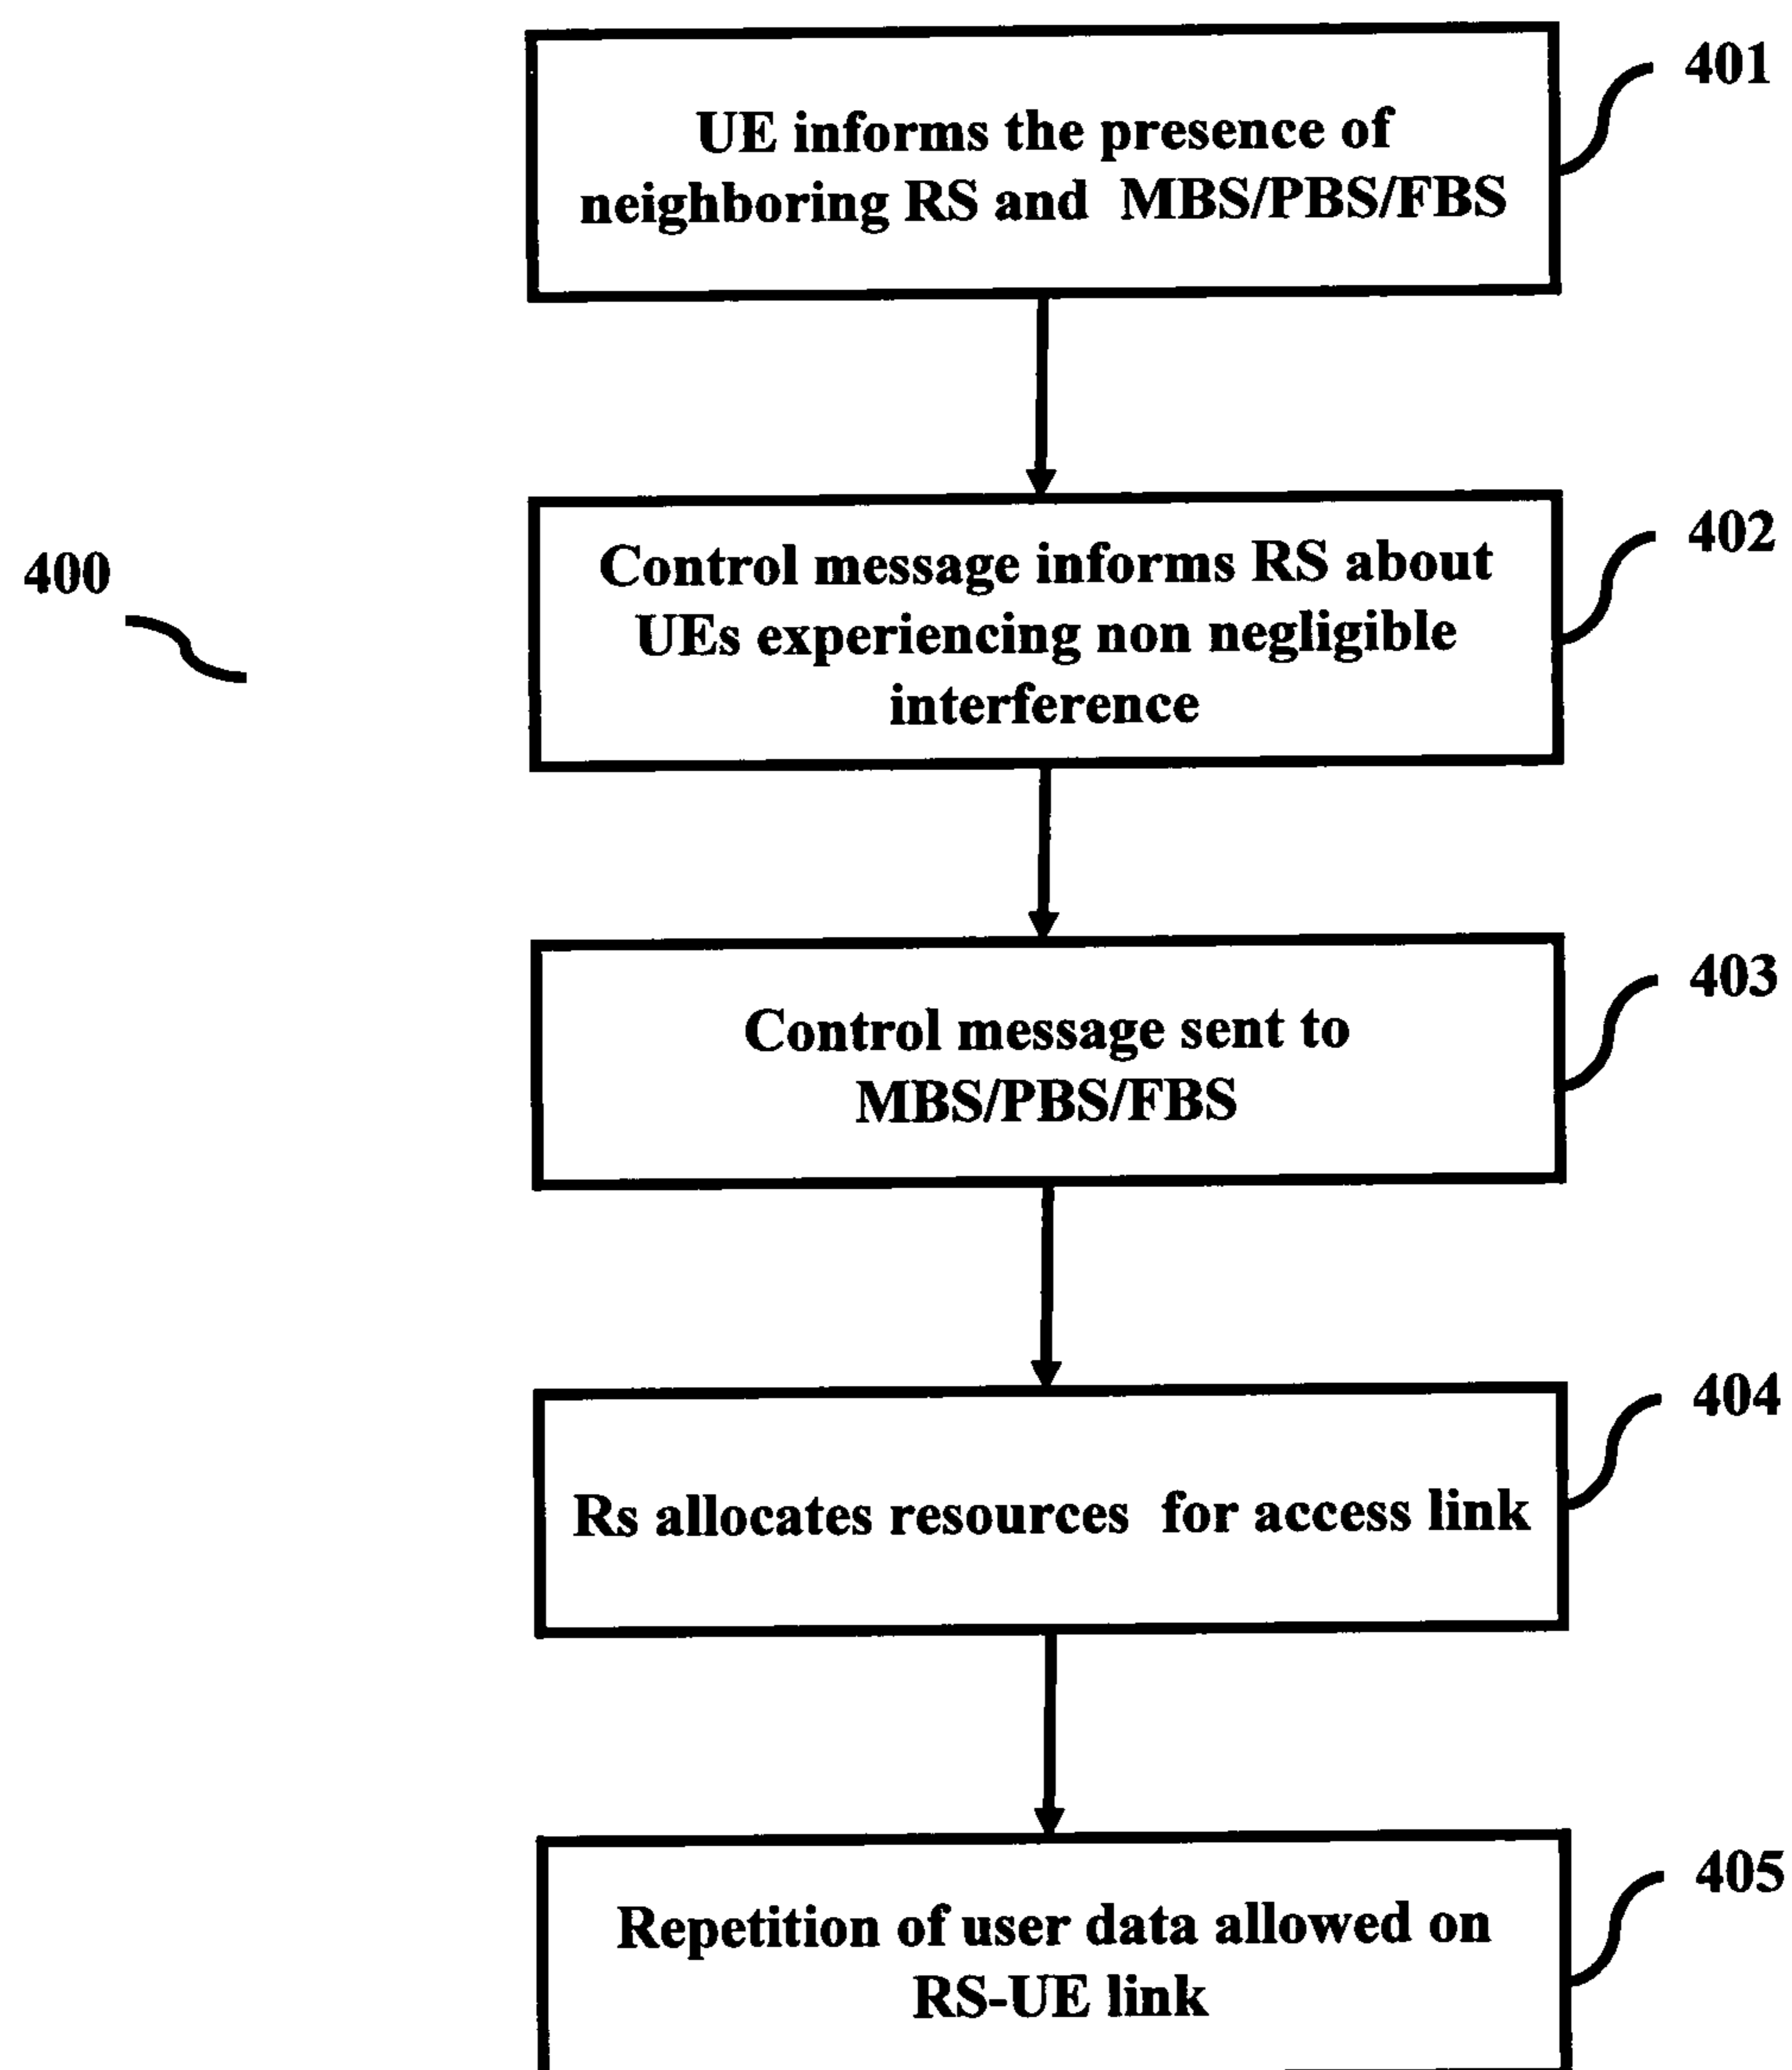 401
UE informs the presence of
neighboring RS and MBS/PBS/FBS
402
400
Control message informs RS about
UEs experiencing non negligible
interference
403
Control message sent to
MBS/PBS/FBS
404
Rs allocates resources for access link
405
Repetition of user data allowed on
RS-UE link